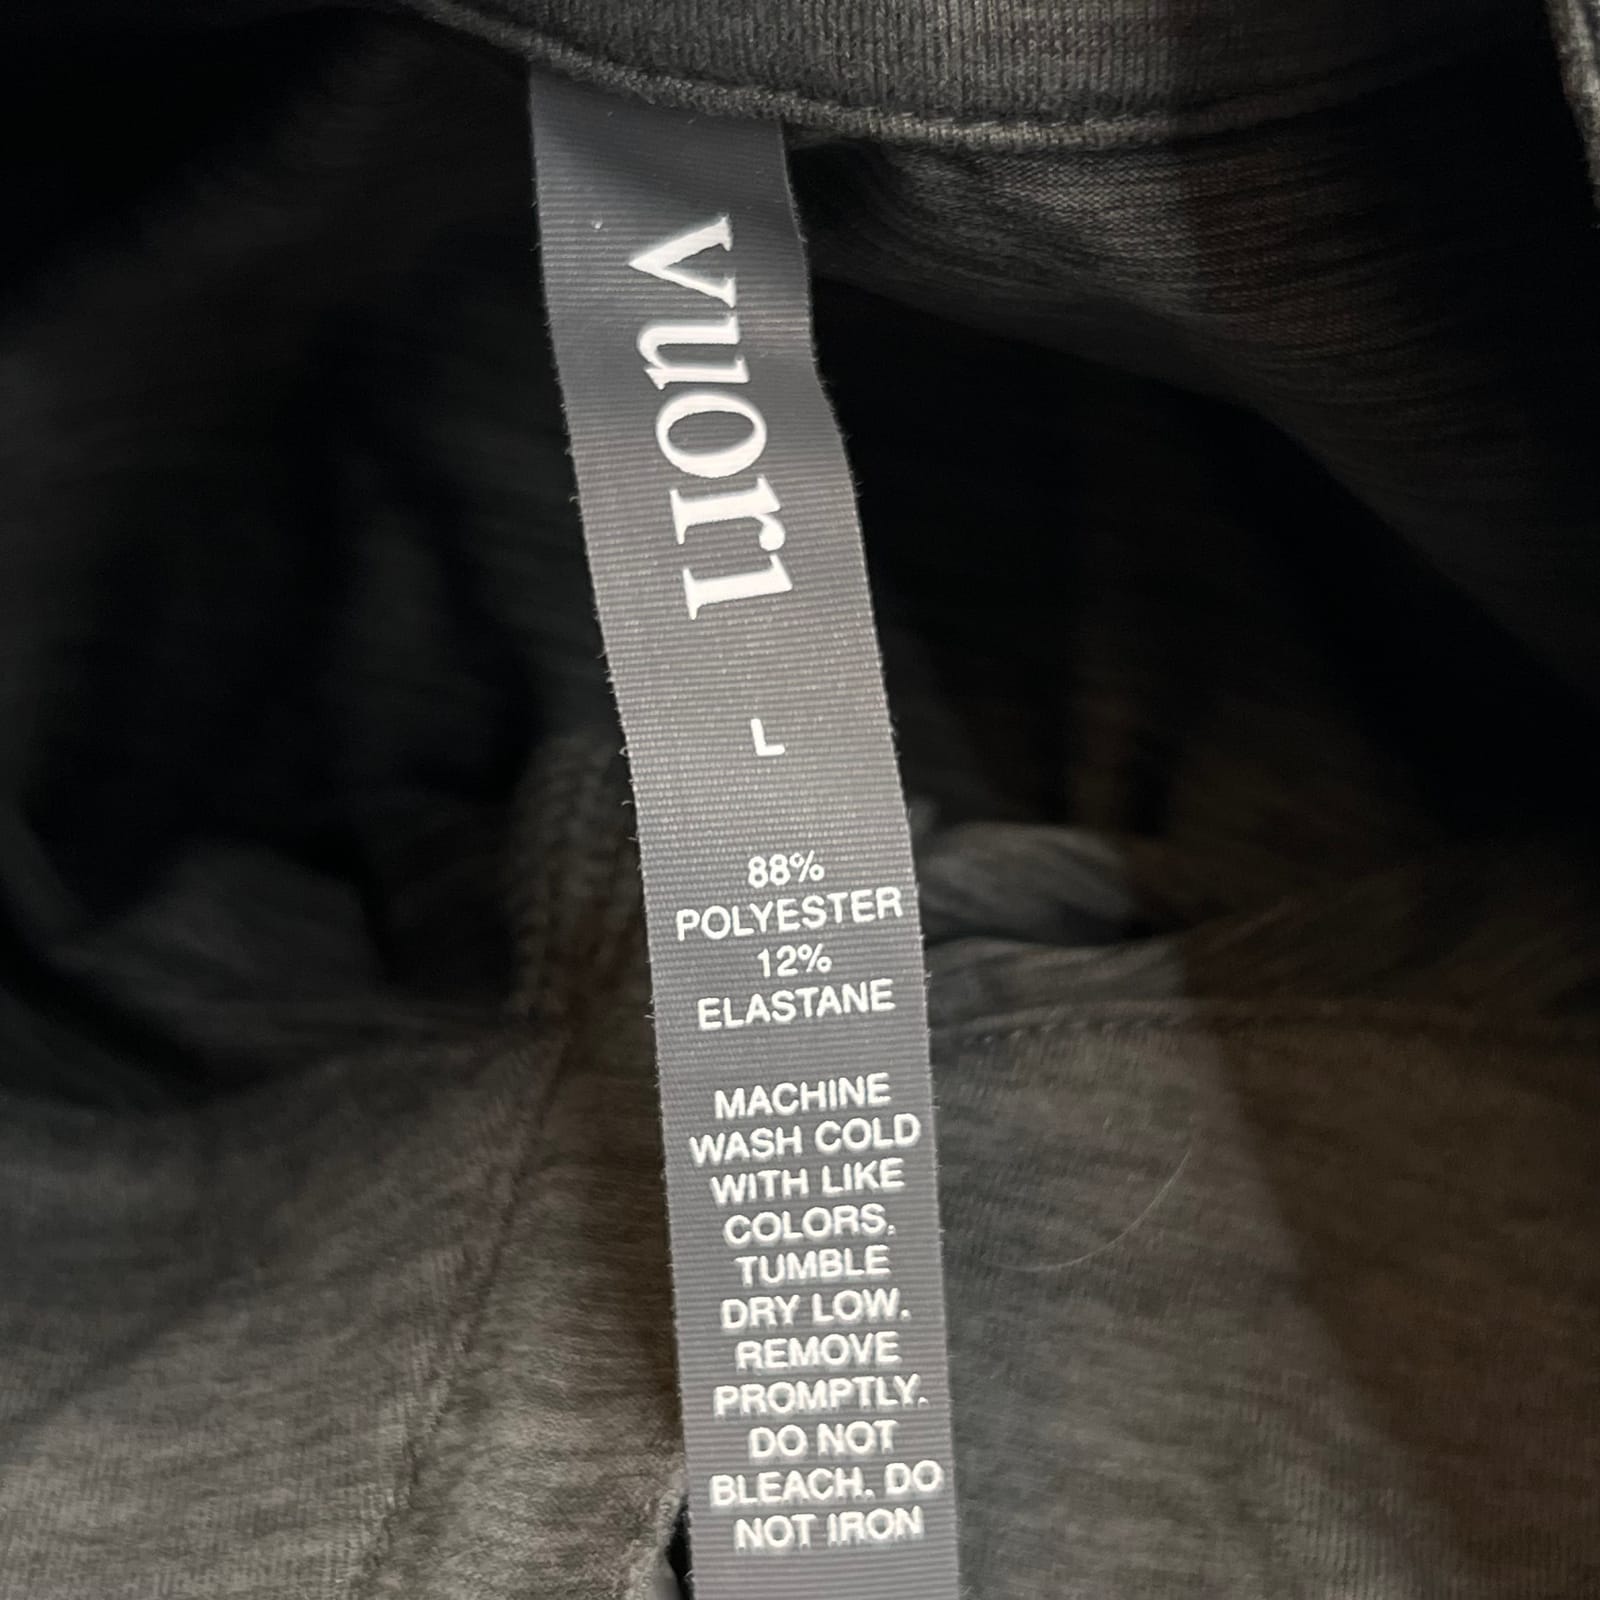 vuori
L
88%
POLYESTER
12%
ELASTANE
MACHINE
WASH COLD
WITH LIKE
COLORS.
TUMBLE
DRY LOW.
REMOVE
PROMPTLY.
DO NOT
BLEACH. DO
NOT IRON